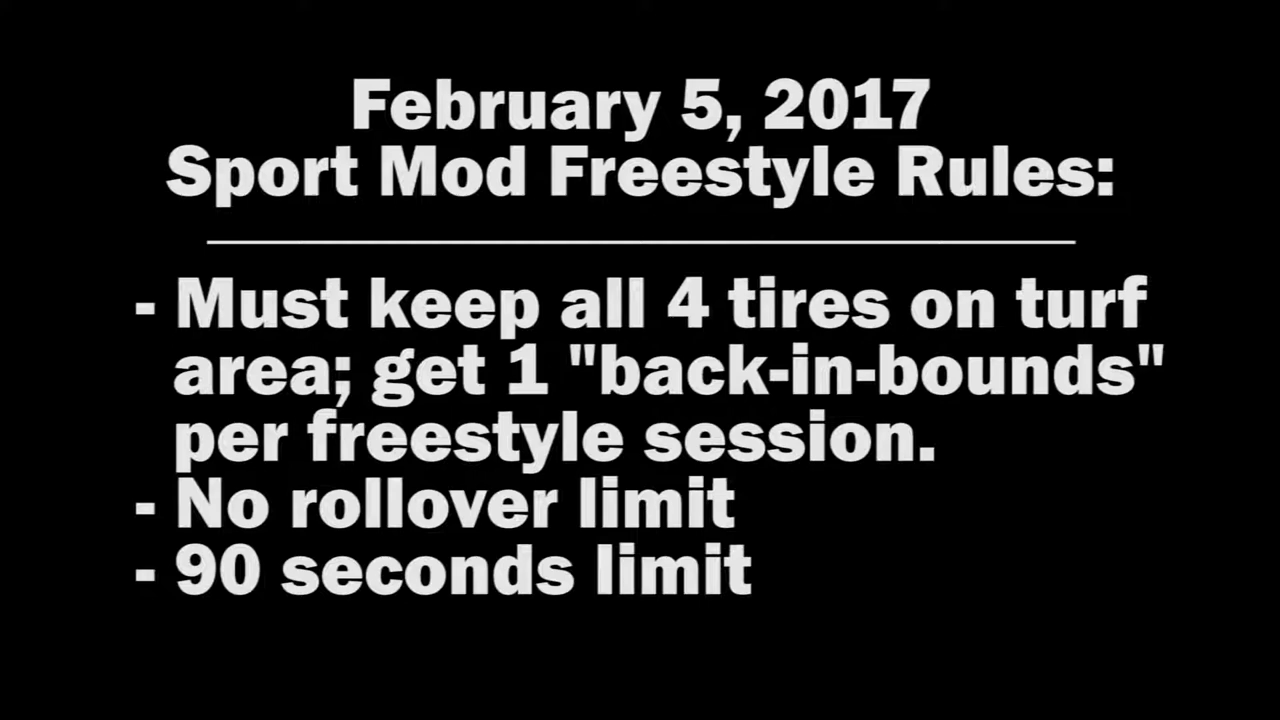 February 5, 2017
Sport Mod Freestyle Rules:
- Must keep all 4 tires on turf
area; get 1 "back-in-bounds"
per freestyle session.
- No rollover limit
- 90 seconds limit